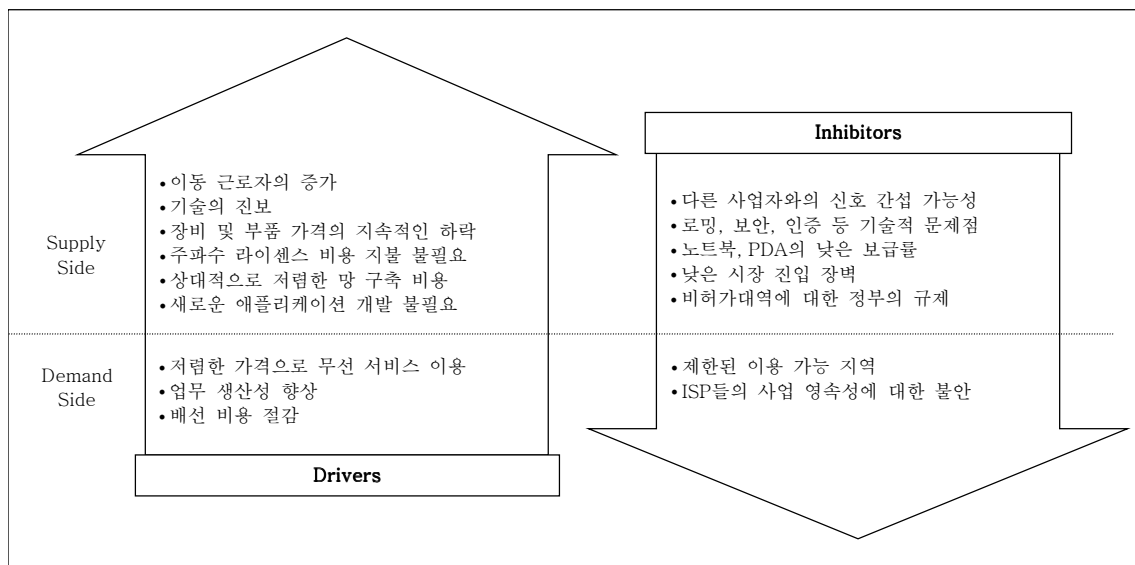 Supply
Side
• 이동 근로자의 증가
• 기술의 진보
• 장비 및 부품 가격의 지속적인 하락
• 주파수 라이센스 비용 지불 불필요
• 상대적으로 저렴한 망 구축 비용
• 새로운 애플리케이션 개발 불필요
Inhibitors
• 다른 사업자와의 신호 간섭 가능성
• 로밍, 보안, 인증 등 기술적 문제점
• 노트북, PDA의 낮은 보급률
• 낮은 시장 진입 장벽
• 비허가대역에 대한 정부의 규제
Demand
Side
• 저렴한 가격으로 무선 서비스 이용
• 업무 생산성 향상
• 배선 비용 절감
• 제한된 이용 가능 지역
• ISP들의 사업 영속성에 대한 불안
Drivers